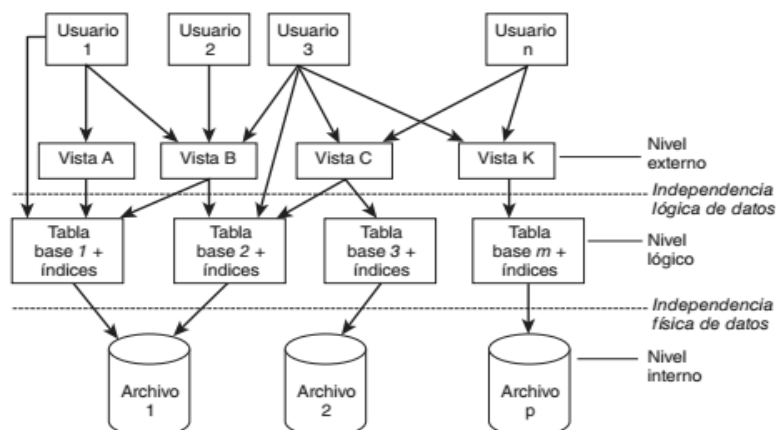 Usuario
1
Usuario
2
Usuario
3
Usuario
n
Vista A
Vista B
Vista C
Vista K
Nivel
externo
Independencia
lógica de datos
Tabla
base 1 +
índices
Tabla
base 2 +
índices
Tabla
base 3 +
índices
Tabla
base m +
índices
Nivel
lógico
Independencia
física de datos
Archivo
1
Archivo
2
Archivo
p
Nivel
interno